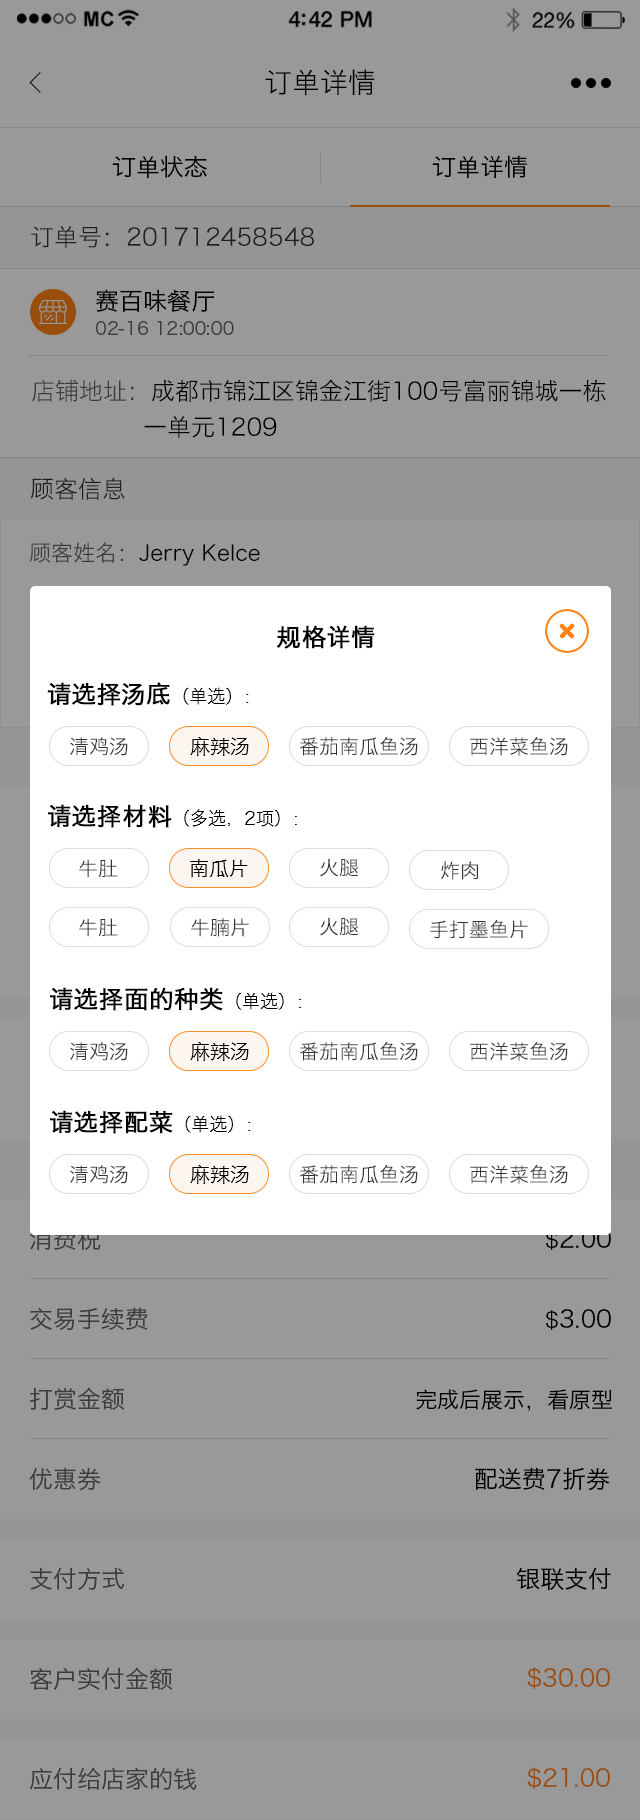 MC 4:42 PM 22%
订单详情
订单状态 订单详情
订单号：201712458548
赛百味餐厅
02-16 12:00:00
店铺地址：成都市锦江区锦金江街100号富丽锦城一栋
一单元1209
顾客信息
顾客姓名：Jerry Kelce
规格详情
请选择汤底（单选）：
清鸡汤 麻辣汤 番茄南瓜鱼汤 西洋菜鱼汤
请选择材料（多选，2项）：
牛肚 南瓜片 火腿 炸肉
牛肚 牛腩片 火腿 手打墨鱼片
请选择面的种类（单选）：
清鸡汤 麻辣汤 番茄南瓜鱼汤 西洋菜鱼汤
请选择配菜（单选）：
清鸡汤 麻辣汤 番茄南瓜鱼汤 西洋菜鱼汤
消费税 $2.00
交易手续费 $3.00
打赏金额 完成后展示，看原型
优惠券 配送费7折券
支付方式 银联支付
客户实付金额 $30.00
应付给店家的钱 $21.00